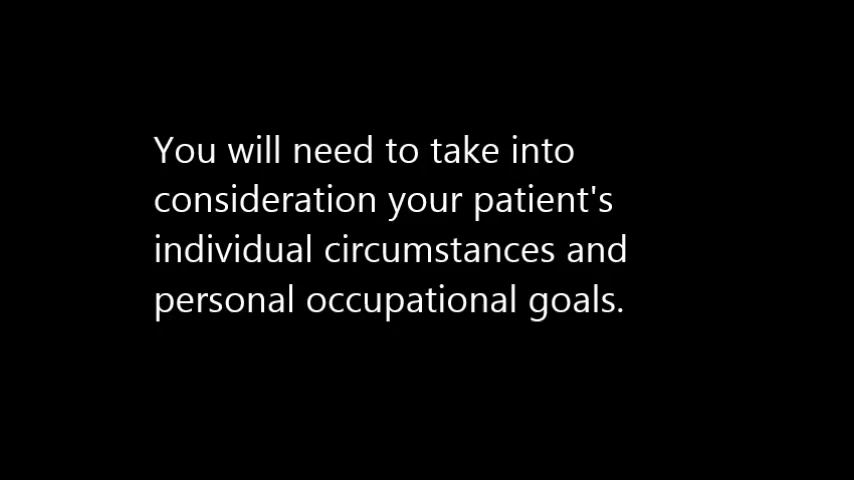 You will need to take into
consideration your patient's
individual circumstances and
personal occupational goals.